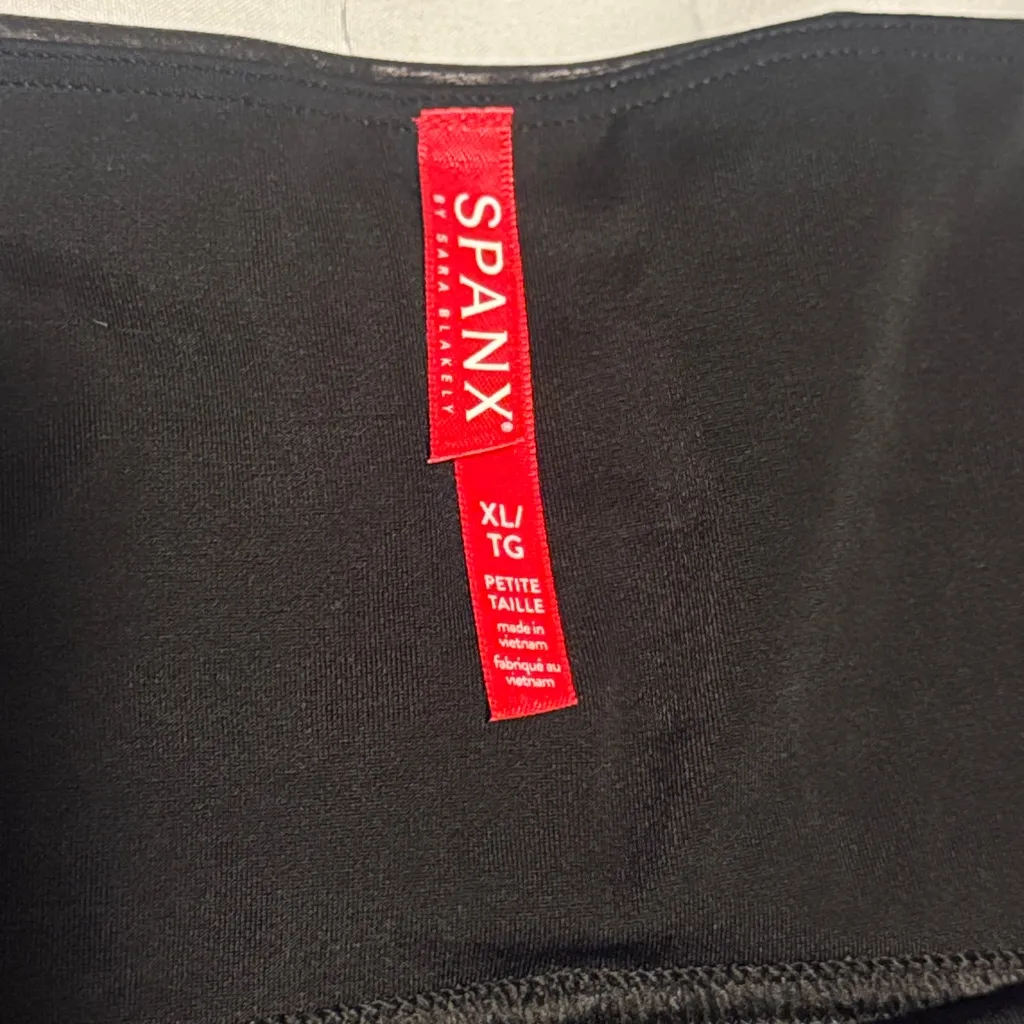 SPANX®
BY SARA BLAKELY
XL/
TG
PETITE
TAILLE
made in
vietnam
fabriqué au
vietnam